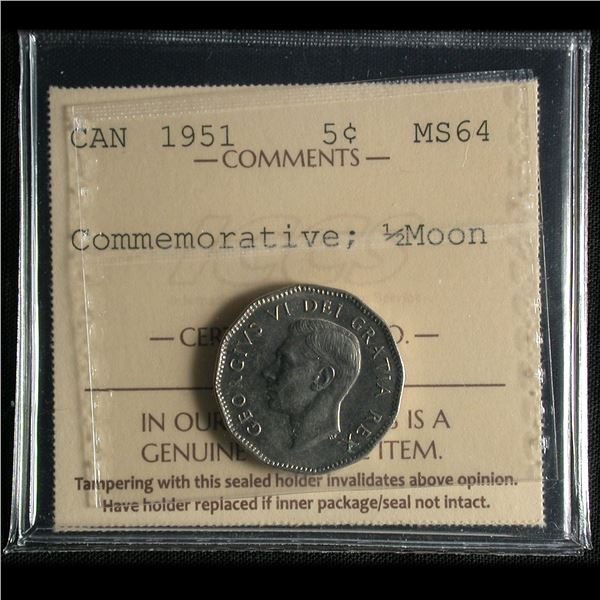 CAN 1951 5¢ MS64
— COMMENTS —
Commemorative; ½Moon
ICCS
— CER O. —
GEORGIVS VI DEI GRATIA REX
IN OUR S IS A
GENUINE ITEM.
Tampering with this sealed holder invalidates above opinion.
Have holder replaced if inner package/seal not intact.